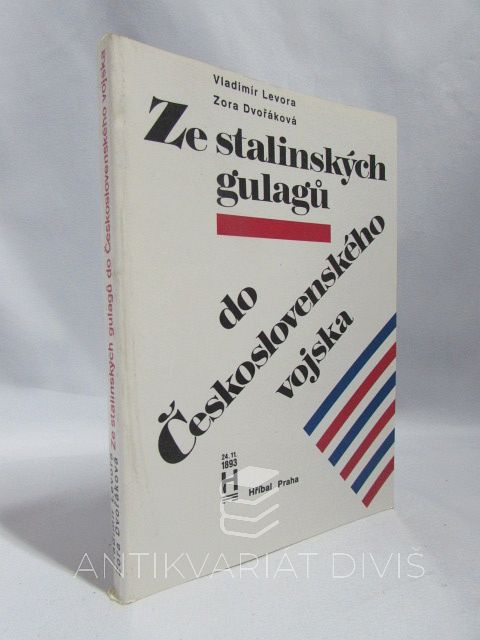 Vladimír Levora
Zora Dvořáková
Ze stalinských
gulagů
do
Československého
vojska
24. 11.
1893
H
Hříbal, Praha
Vladimír Levora
Zora Dvořáková Ze stalinských gulagů do Československého vojska
ANTIKVARIÁT DIVIŠ